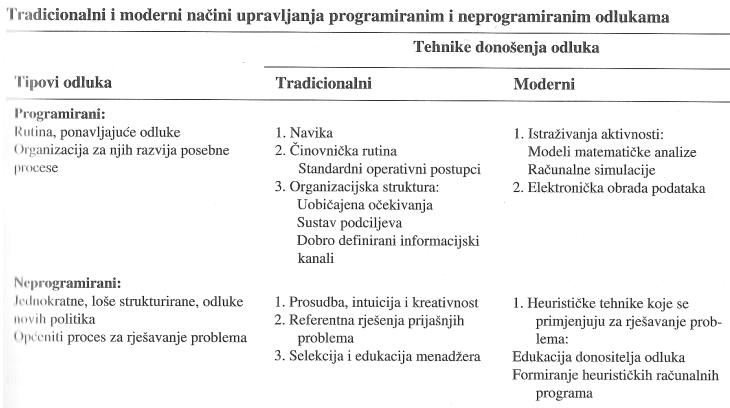 Tradicionalni i moderni načini upravljanja programiranim i neprogramiranim odlukama
Tehnike donošenja odluka
Tipovi odluka
Tradicionalni
Moderni
Programirani:
Rutina, ponavljajuće odluke
Organizacija za njih razvija posebne
procese
1. Navika
2. Činovnička rutina
Standardni operativni postupci
3. Organizacijska struktura:
Uobičajena očekivanja
Sustav podciljeva
Dobro definirani informacijski
kanali
1. Istraživanja aktivnosti:
Modeli matematičke analize
Računalne simulacije
2. Elektronička obrada podataka
Neprogramirani:
Jednokratne, loše strukturirane, odluke
novih politika
Općeniti proces za rješavanje problema
1. Prosudba, intuicija i kreativnost
2. Referentna rješenja prijašnjih
problema
3. Selekcija i edukacija menadžera
1. Heurističke tehnike koje se
primjenjuju za rješavanje prob-
lema:
Edukacija donositelja odluka
Formiranje heurističkih računalnih
programa